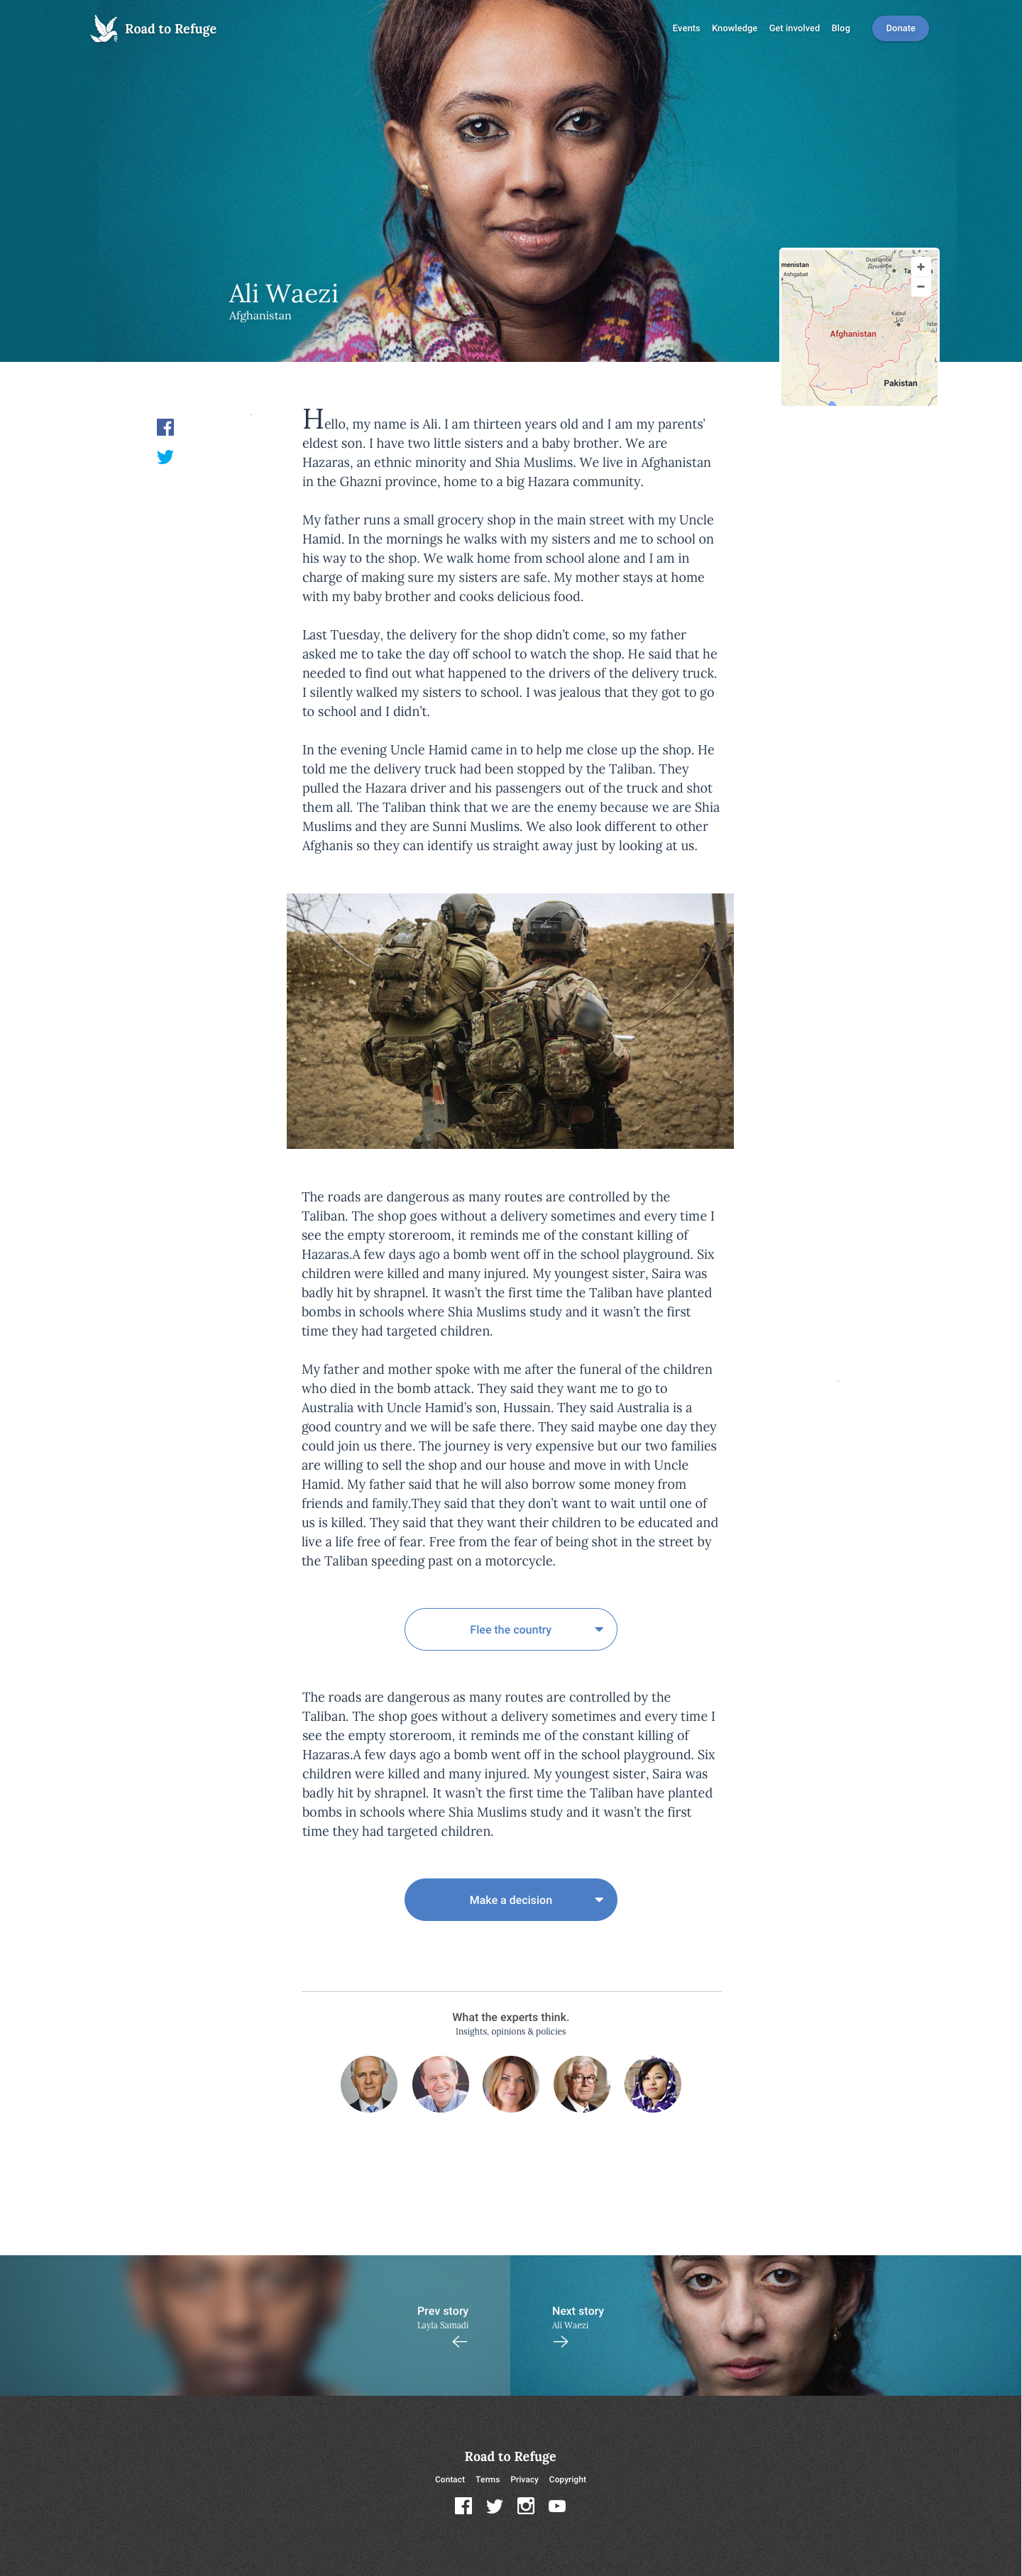 Road to Refuge
Events Knowledge Get involved Blog Donate
Ali Waezi
Afghanistan
menistan
Ashgabat
Dushanbe
Душанбе
Kabul
Afghanistan
Pakistan
Hello, my name is Ali. I am thirteen years old and I am my parents’
eldest son. I have two little sisters and a baby brother. We are
Hazaras, an ethnic minority and Shia Muslims. We live in Afghanistan
in the Ghazni province, home to a big Hazara community.
My father runs a small grocery shop in the main street with my Uncle
Hamid. In the mornings he walks with my sisters and me to school on
his way to the shop. We walk home from school alone and I am in
charge of making sure my sisters are safe. My mother stays at home
with my baby brother and cooks delicious food.
Last Tuesday, the delivery for the shop didn’t come, so my father
asked me to take the day off school to watch the shop. He said that he
needed to find out what happened to the drivers of the delivery truck.
I silently walked my sisters to school. I was jealous that they got to go
to school and I didn’t.
In the evening Uncle Hamid came in to help me close up the shop. He
told me the delivery truck had been stopped by the Taliban. They
pulled the Hazara driver and his passengers out of the truck and shot
them all. The Taliban think that we are the enemy because we are Shia
Muslims and they are Sunni Muslims. We also look different to other
Afghanis so they can identify us straight away just by looking at us.
The roads are dangerous as many routes are controlled by the
Taliban. The shop goes without a delivery sometimes and every time I
see the empty storeroom, it reminds me of the constant killing of
Hazaras.A few days ago a bomb went off in the school playground. Six
children were killed and many injured. My youngest sister, Saira was
badly hit by shrapnel. It wasn’t the first time the Taliban have planted
bombs in schools where Shia Muslims study and it wasn’t the first
time they had targeted children.
My father and mother spoke with me after the funeral of the children
who died in the bomb attack. They said they want me to go to
Australia with Uncle Hamid’s son, Hussain. They said Australia is a
good country and we will be safe there. They said maybe one day they
could join us there. The journey is very expensive but our two families
are willing to sell the shop and our house and move in with Uncle
Hamid. My father said that he will also borrow some money from
friends and family.They said that they don’t want to wait until one of
us is killed. They said that they want their children to be educated and
live a life free of fear. Free from the fear of being shot in the street by
the Taliban speeding past on a motorcycle.
Flee the country
The roads are dangerous as many routes are controlled by the
Taliban. The shop goes without a delivery sometimes and every time I
see the empty storeroom, it reminds me of the constant killing of
Hazaras.A few days ago a bomb went off in the school playground. Six
children were killed and many injured. My youngest sister, Saira was
badly hit by shrapnel. It wasn’t the first time the Taliban have planted
bombs in schools where Shia Muslims study and it wasn’t the first
time they had targeted children.
Make a decision
What the experts think.
Insights, opinions & policies
Prev story
Layla Samadi
Next story
Ali Waezi
Road to Refuge
Contact Terms Privacy Copyright